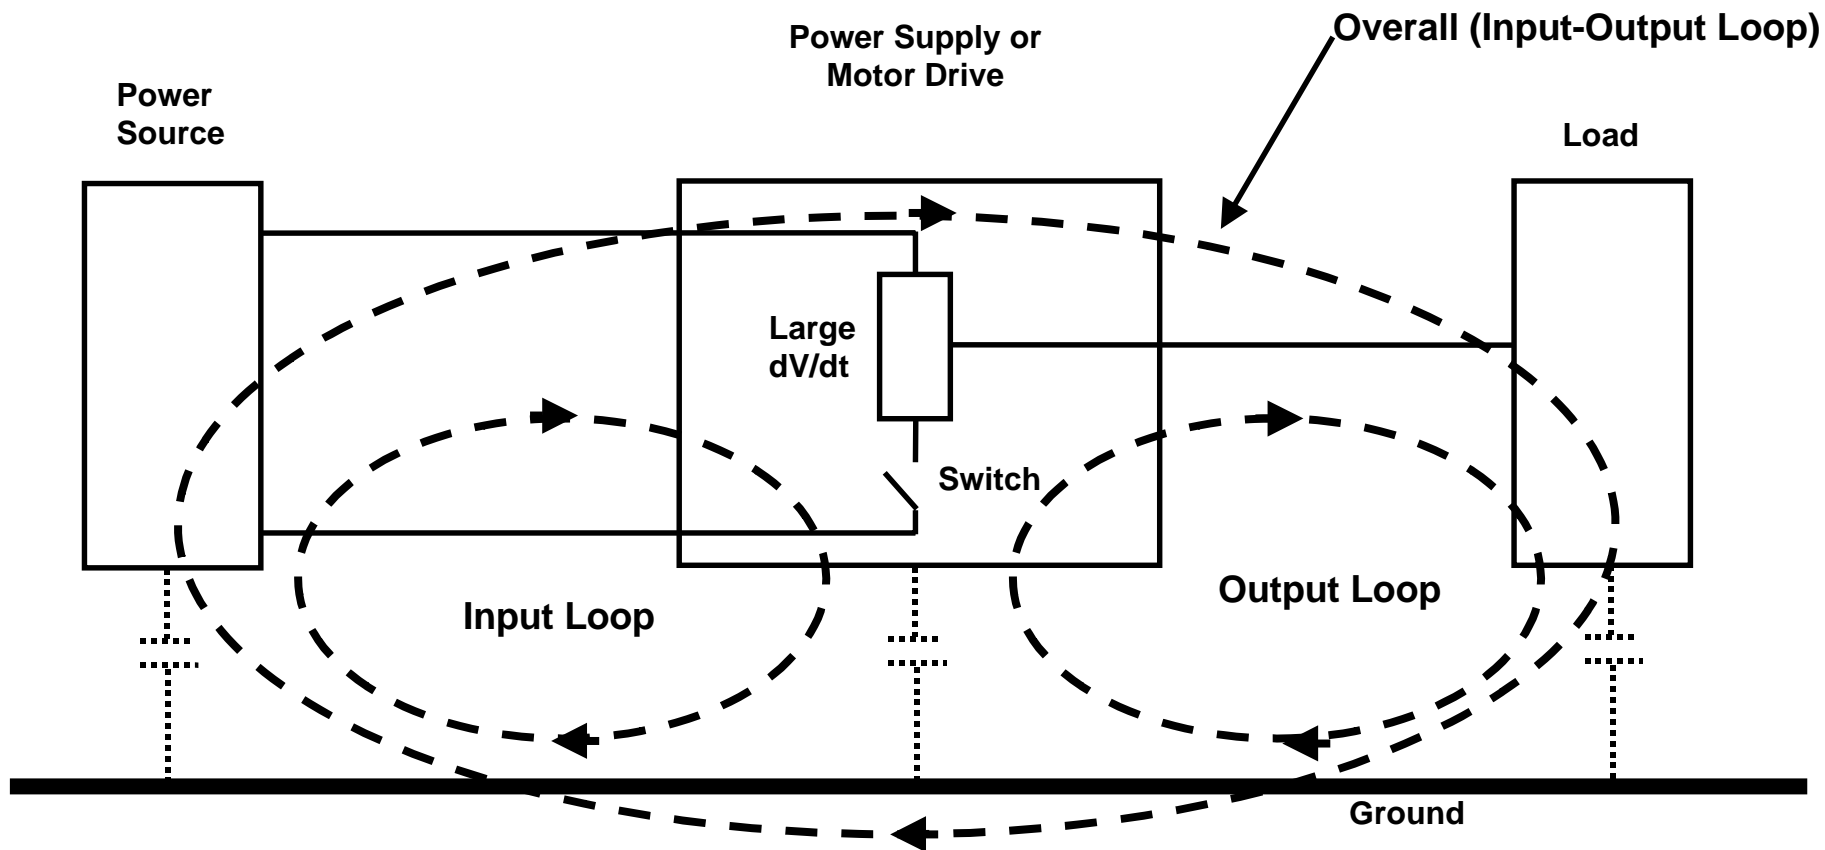 Overall (Input-Output Loop)
Power Supply or
Motor Drive
Power
Source
Load
Large
dV/dt
Switch
Input Loop
Output Loop
Ground